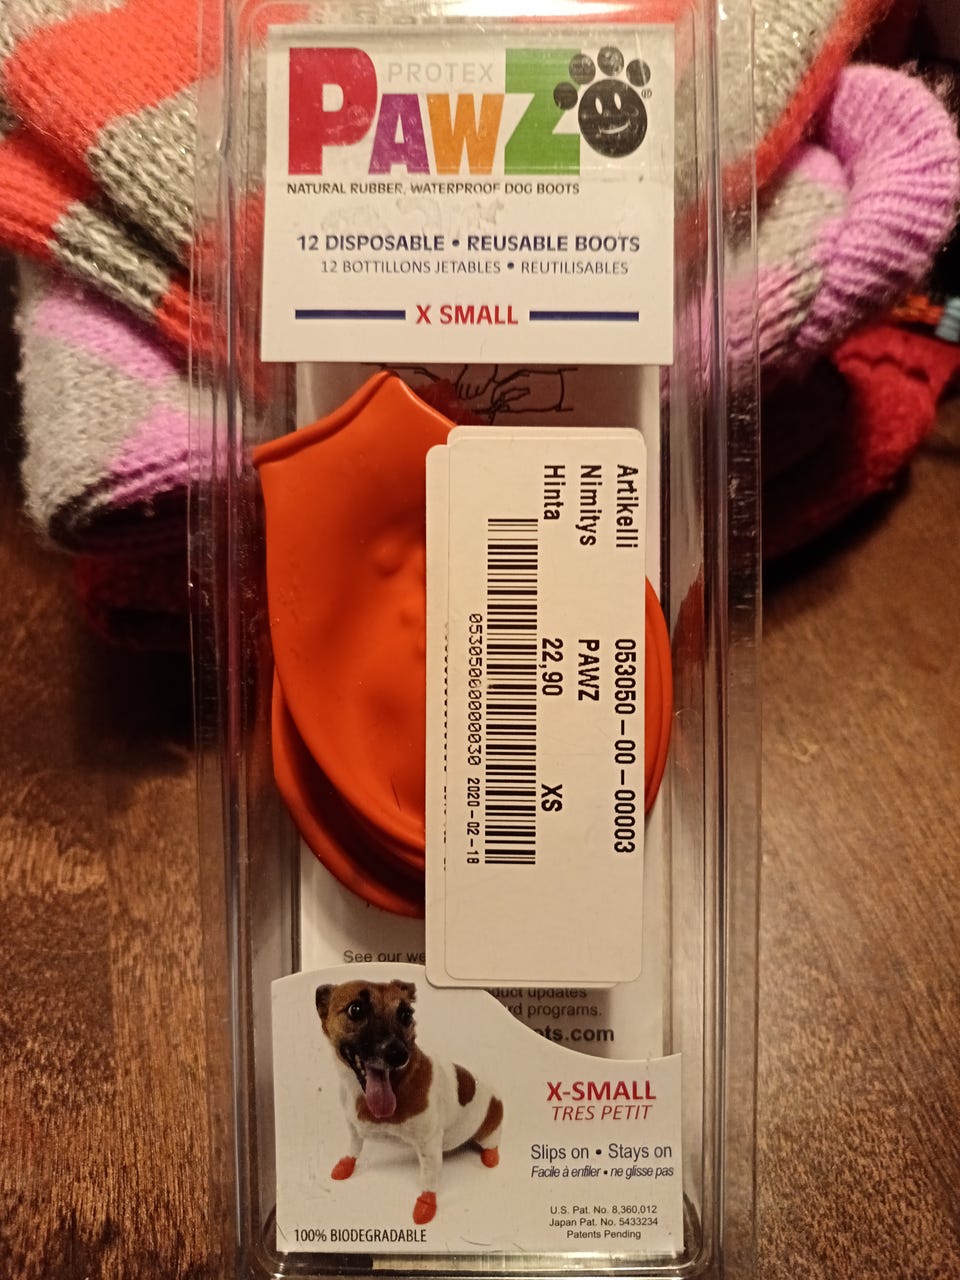 PROTEX
PAWZ
NATURAL RUBBER, WATERPROOF DOG BOOTS
12 DISPOSABLE • REUSABLE BOOTS
12 BOTTILLONS JETABLES • REUTILISABLES
X SMALL
Artikelli 053050-00-00003
Nimitys PAWZ
Hinta 22,90 XS
0530500000000030 2020-02-18
See our we
duct updates
rd programs.
ts.com
X-SMALL
TRES PETIT
Slips on • Stays on
Facile à enfiler • ne glisse pas
U.S. Pat. No. 8,360,012
Japan Pat. No. 5433234
Patents Pending
100% BIODEGRADABLE